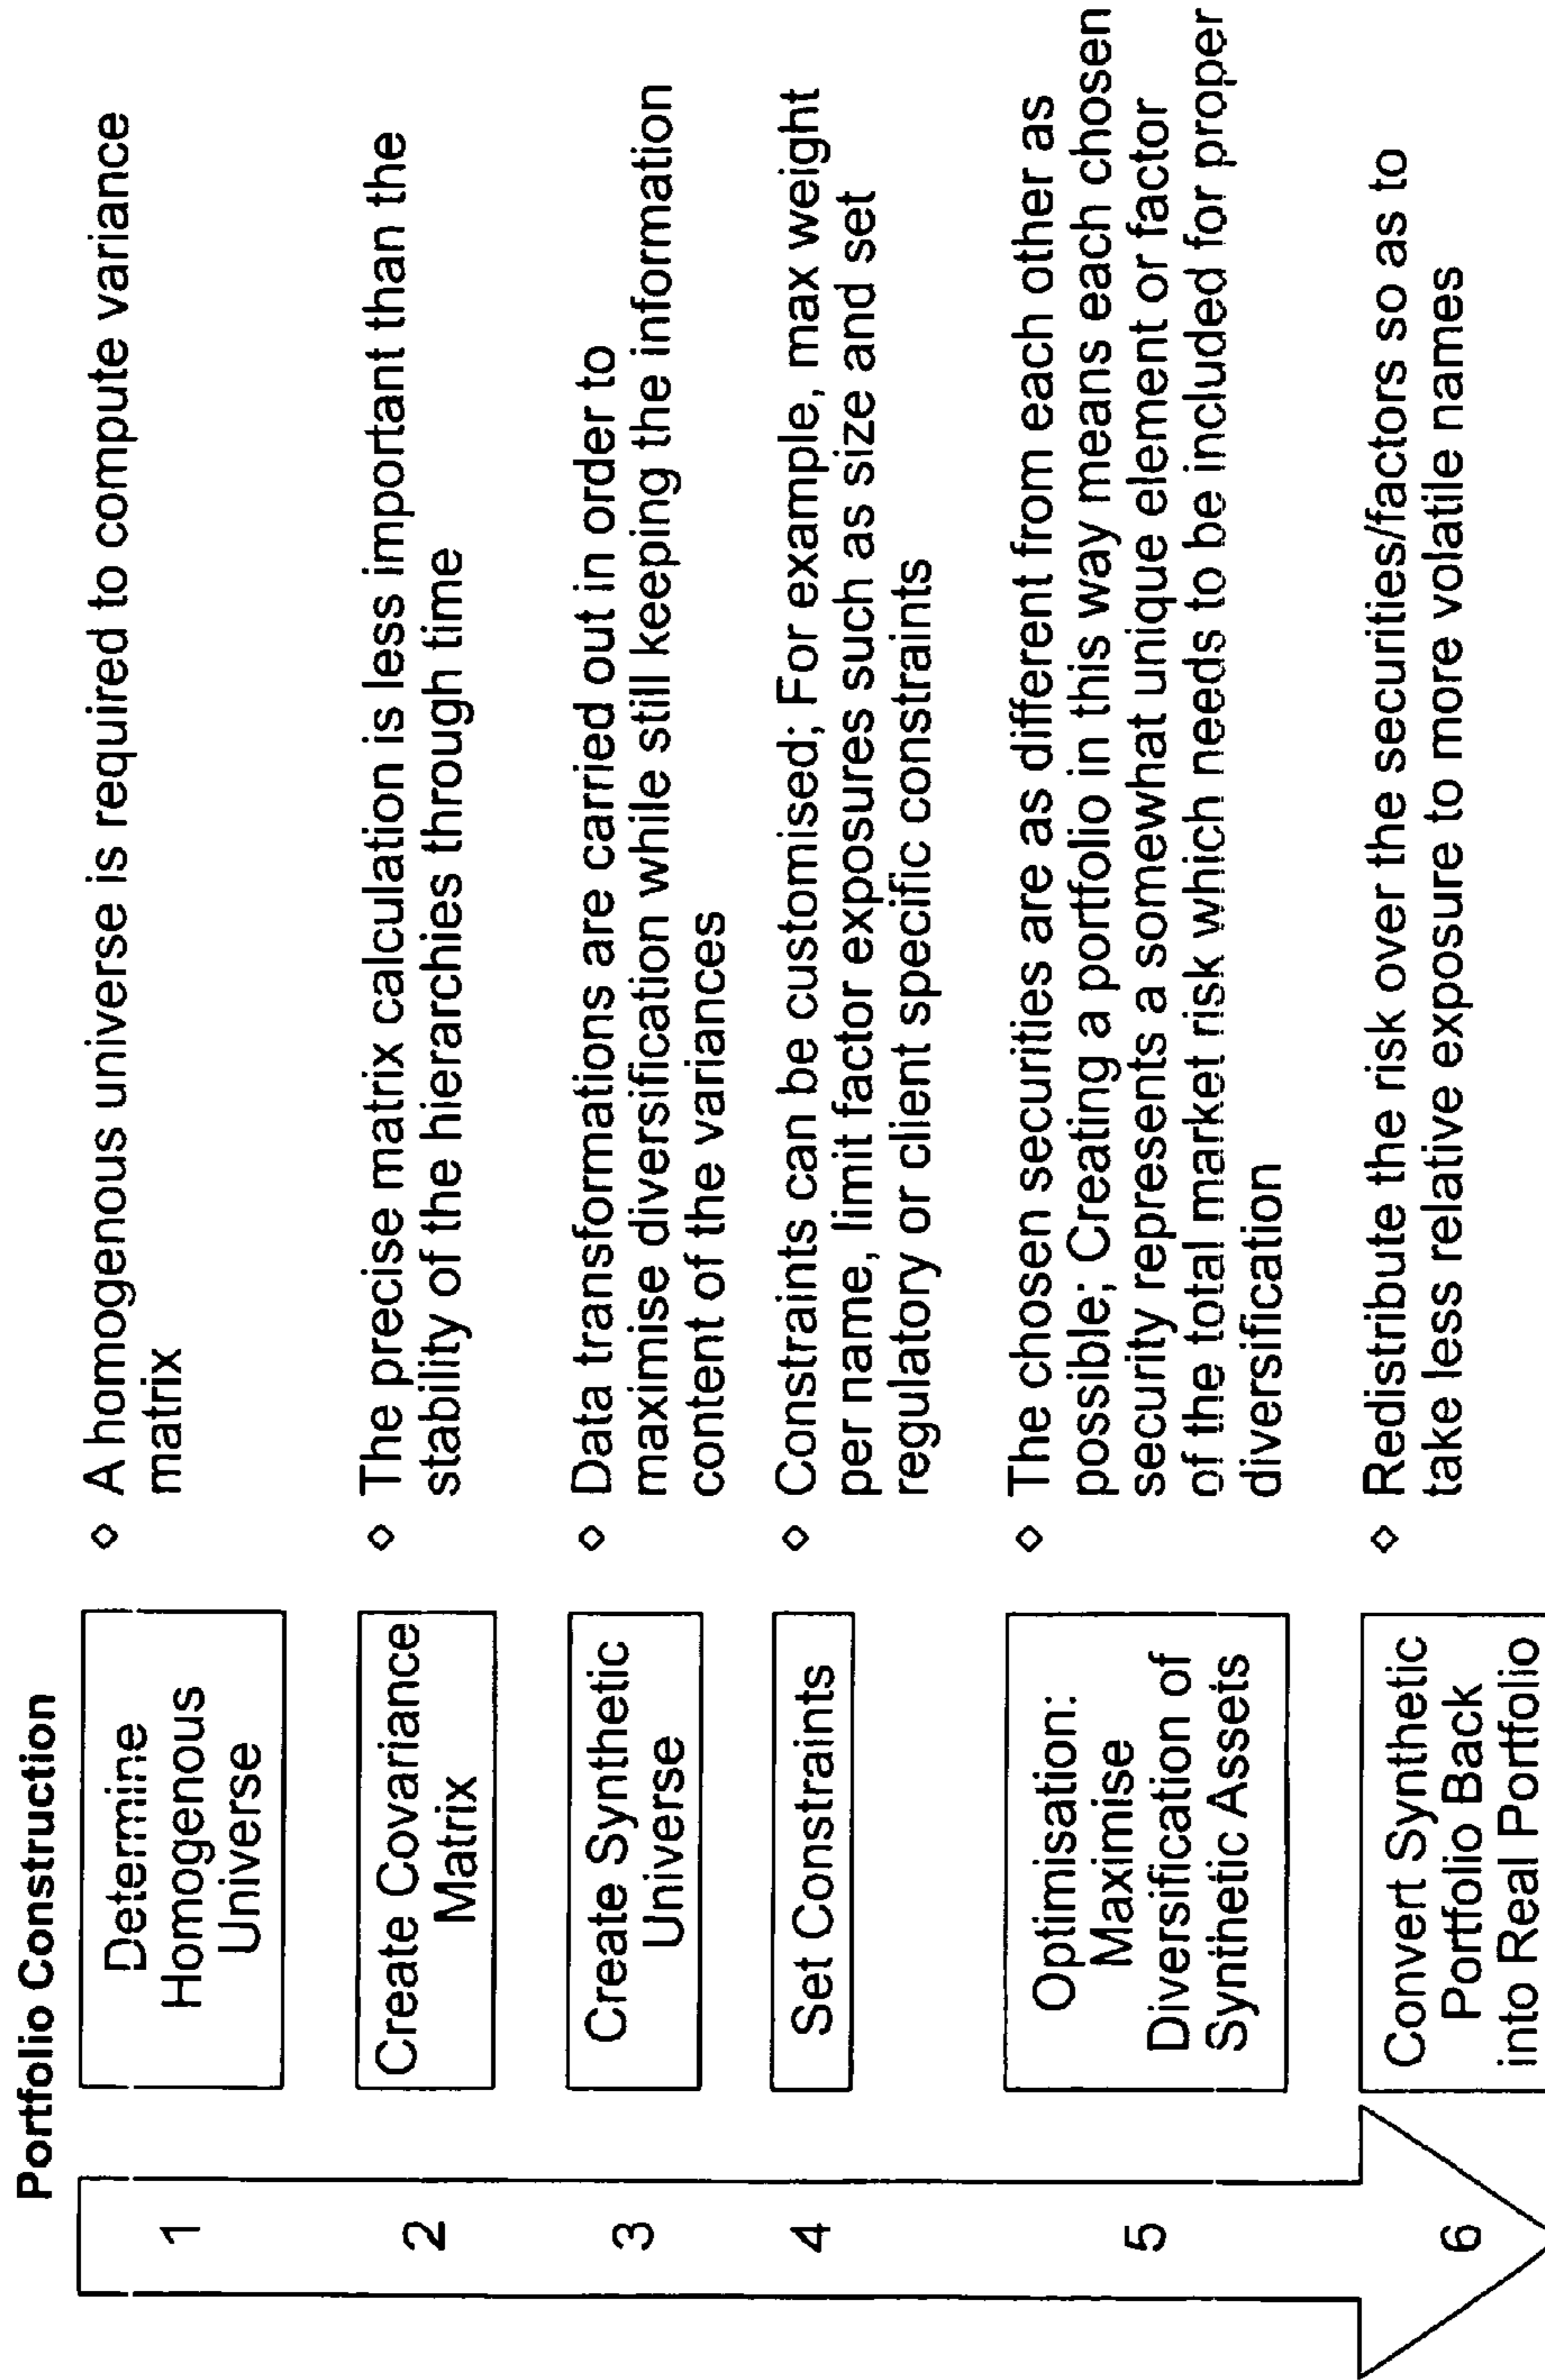 Portfolio Construction
1
Determine
Homogenous
Universe
◇ A homogenous universe is required to compute variance
matrix
2
Create Covariance
Matrix
◇ The precise matrix calculation is less important than the
stability of the hierarchies through time
3
Create Synthetic
Universe
◇ Data transformations are carried out in order to
maximise diversification while still keeping the information
content of the variances
4
Set Constraints
◇ Constraints can be customised; For example, max weight
per name, limit factor exposures such as size and set
regulatory or client specific constraints
5
Optimisation:
Maximise
Diversification of
Synthetic Assets
◇ The chosen securities are as different from each other as
possible; Creating a portfolio in this way means each chosen
security represents a somewhat unique element or factor
of the total market risk which needs to be included for proper
diversification
6
Convert Synthetic
Portfolio Back
into Real Portfolio
◇ Redistribute the risk over the securities/factors so as to
take less relative exposure to more volatile names